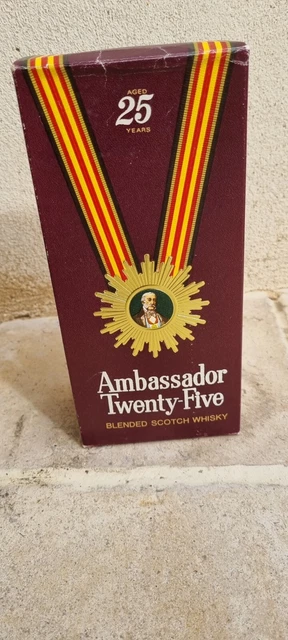 AGED
25
YEARS
Ambassador
Twenty-Five
BLENDED SCOTCH WHISKY